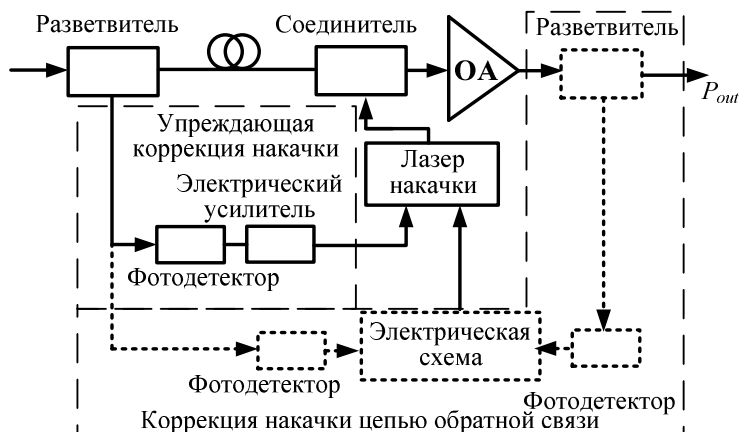 Разветвитель
Соединитель
Разветвитель
ОА
P_out
Упреждающая
коррекция накачки
Лазер
накачки
Электрический
усилитель
Фотодетектор
Электрическая
схема
Фотодетектор
Фотодетектор
Коррекция накачки цепью обратной связи